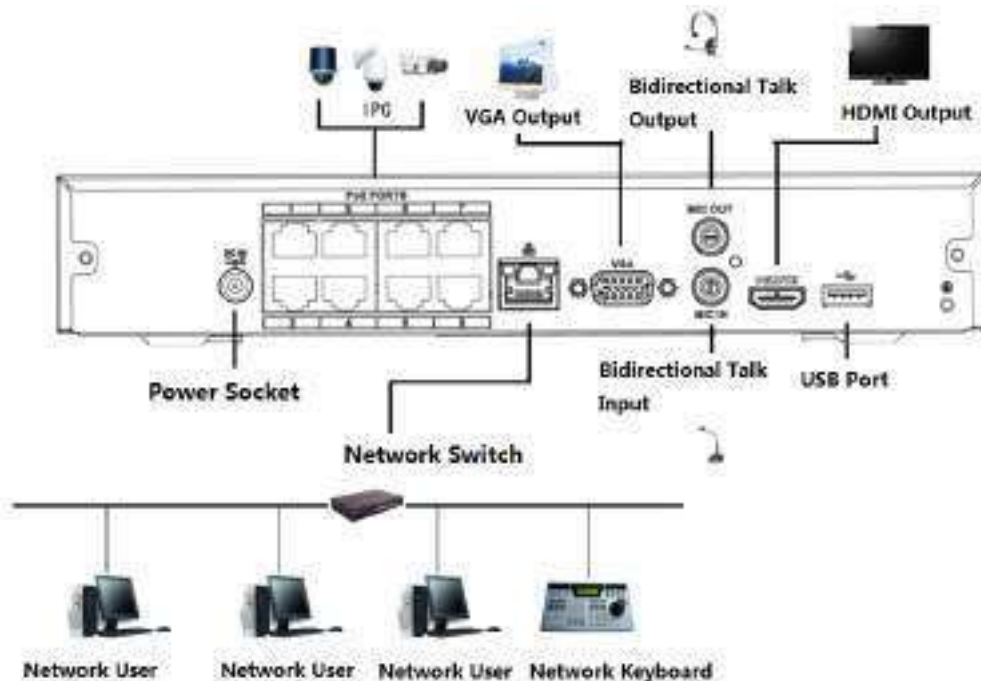 IPC
VGA Output
Bidirectional Talk
Output
HDMI Output
PoE PORTS
MIC OUT
VGA
MIC IN
Power Socket
Bidirectional Talk
Input
USB Port
Network Switch
Network User
Network User
Network User
Network Keyboard